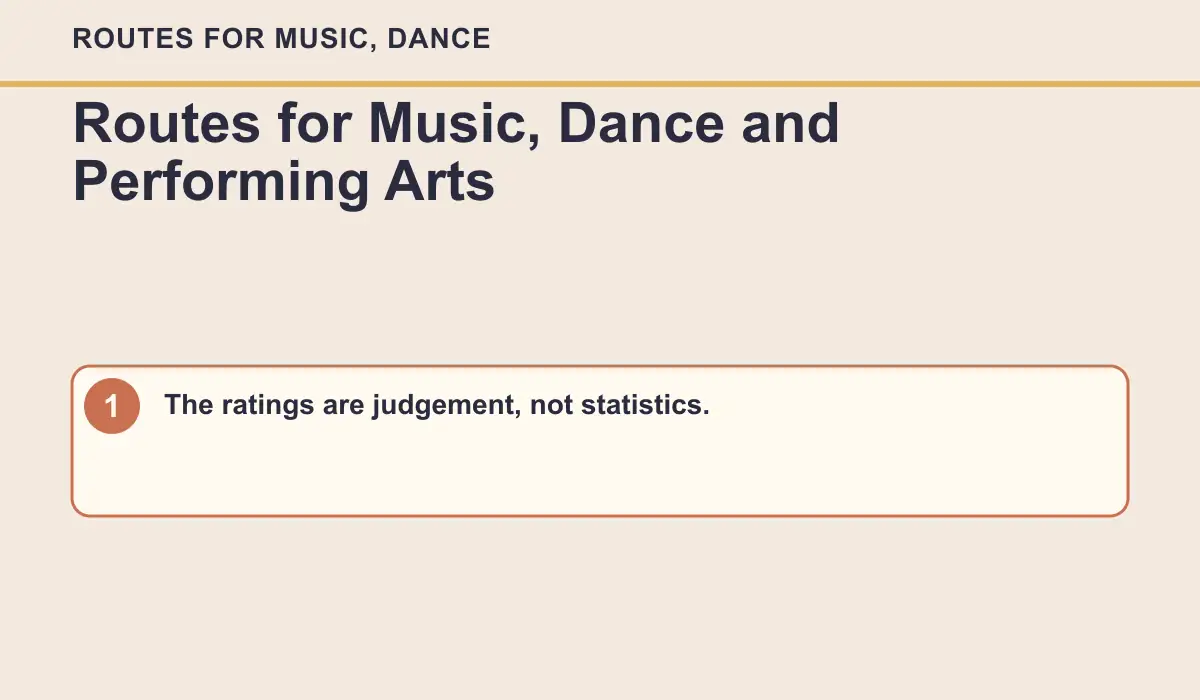 ROUTES FOR MUSIC, DANCE
Routes for Music, Dance and
Performing Arts
1 The ratings are judgement, not statistics.